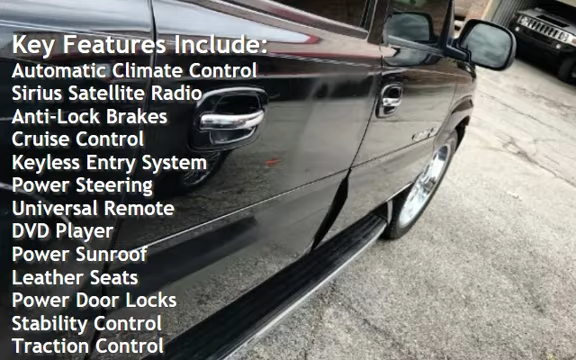 Key Features Include:
Automatic Climate Control
Sirius Satellite Radio
Anti-Lock Brakes
Cruise Control
Keyless Entry System
Power Steering
Universal Remote
DVD Player
Power Sunroof
Leather Seats
Power Door Locks
Stability Control
Traction Control